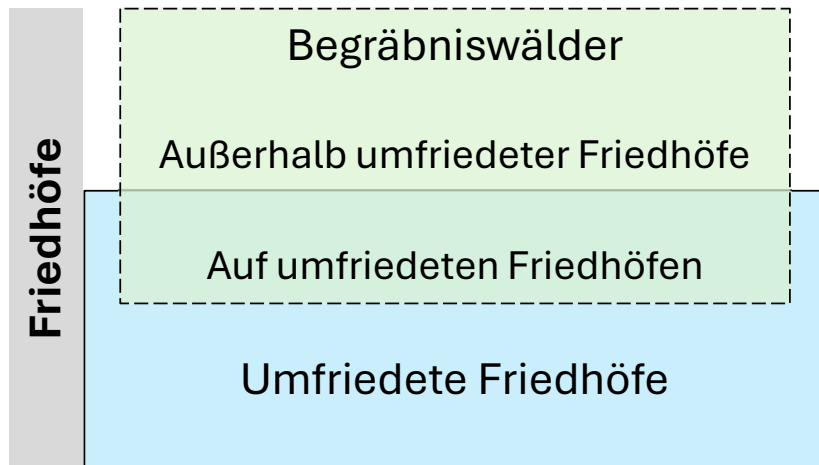 Friedhöfe
Begräbniswälder
Außerhalb umfriedeter Friedhöfe
Auf umfriedeten Friedhöfen
Umfriedete Friedhöfe